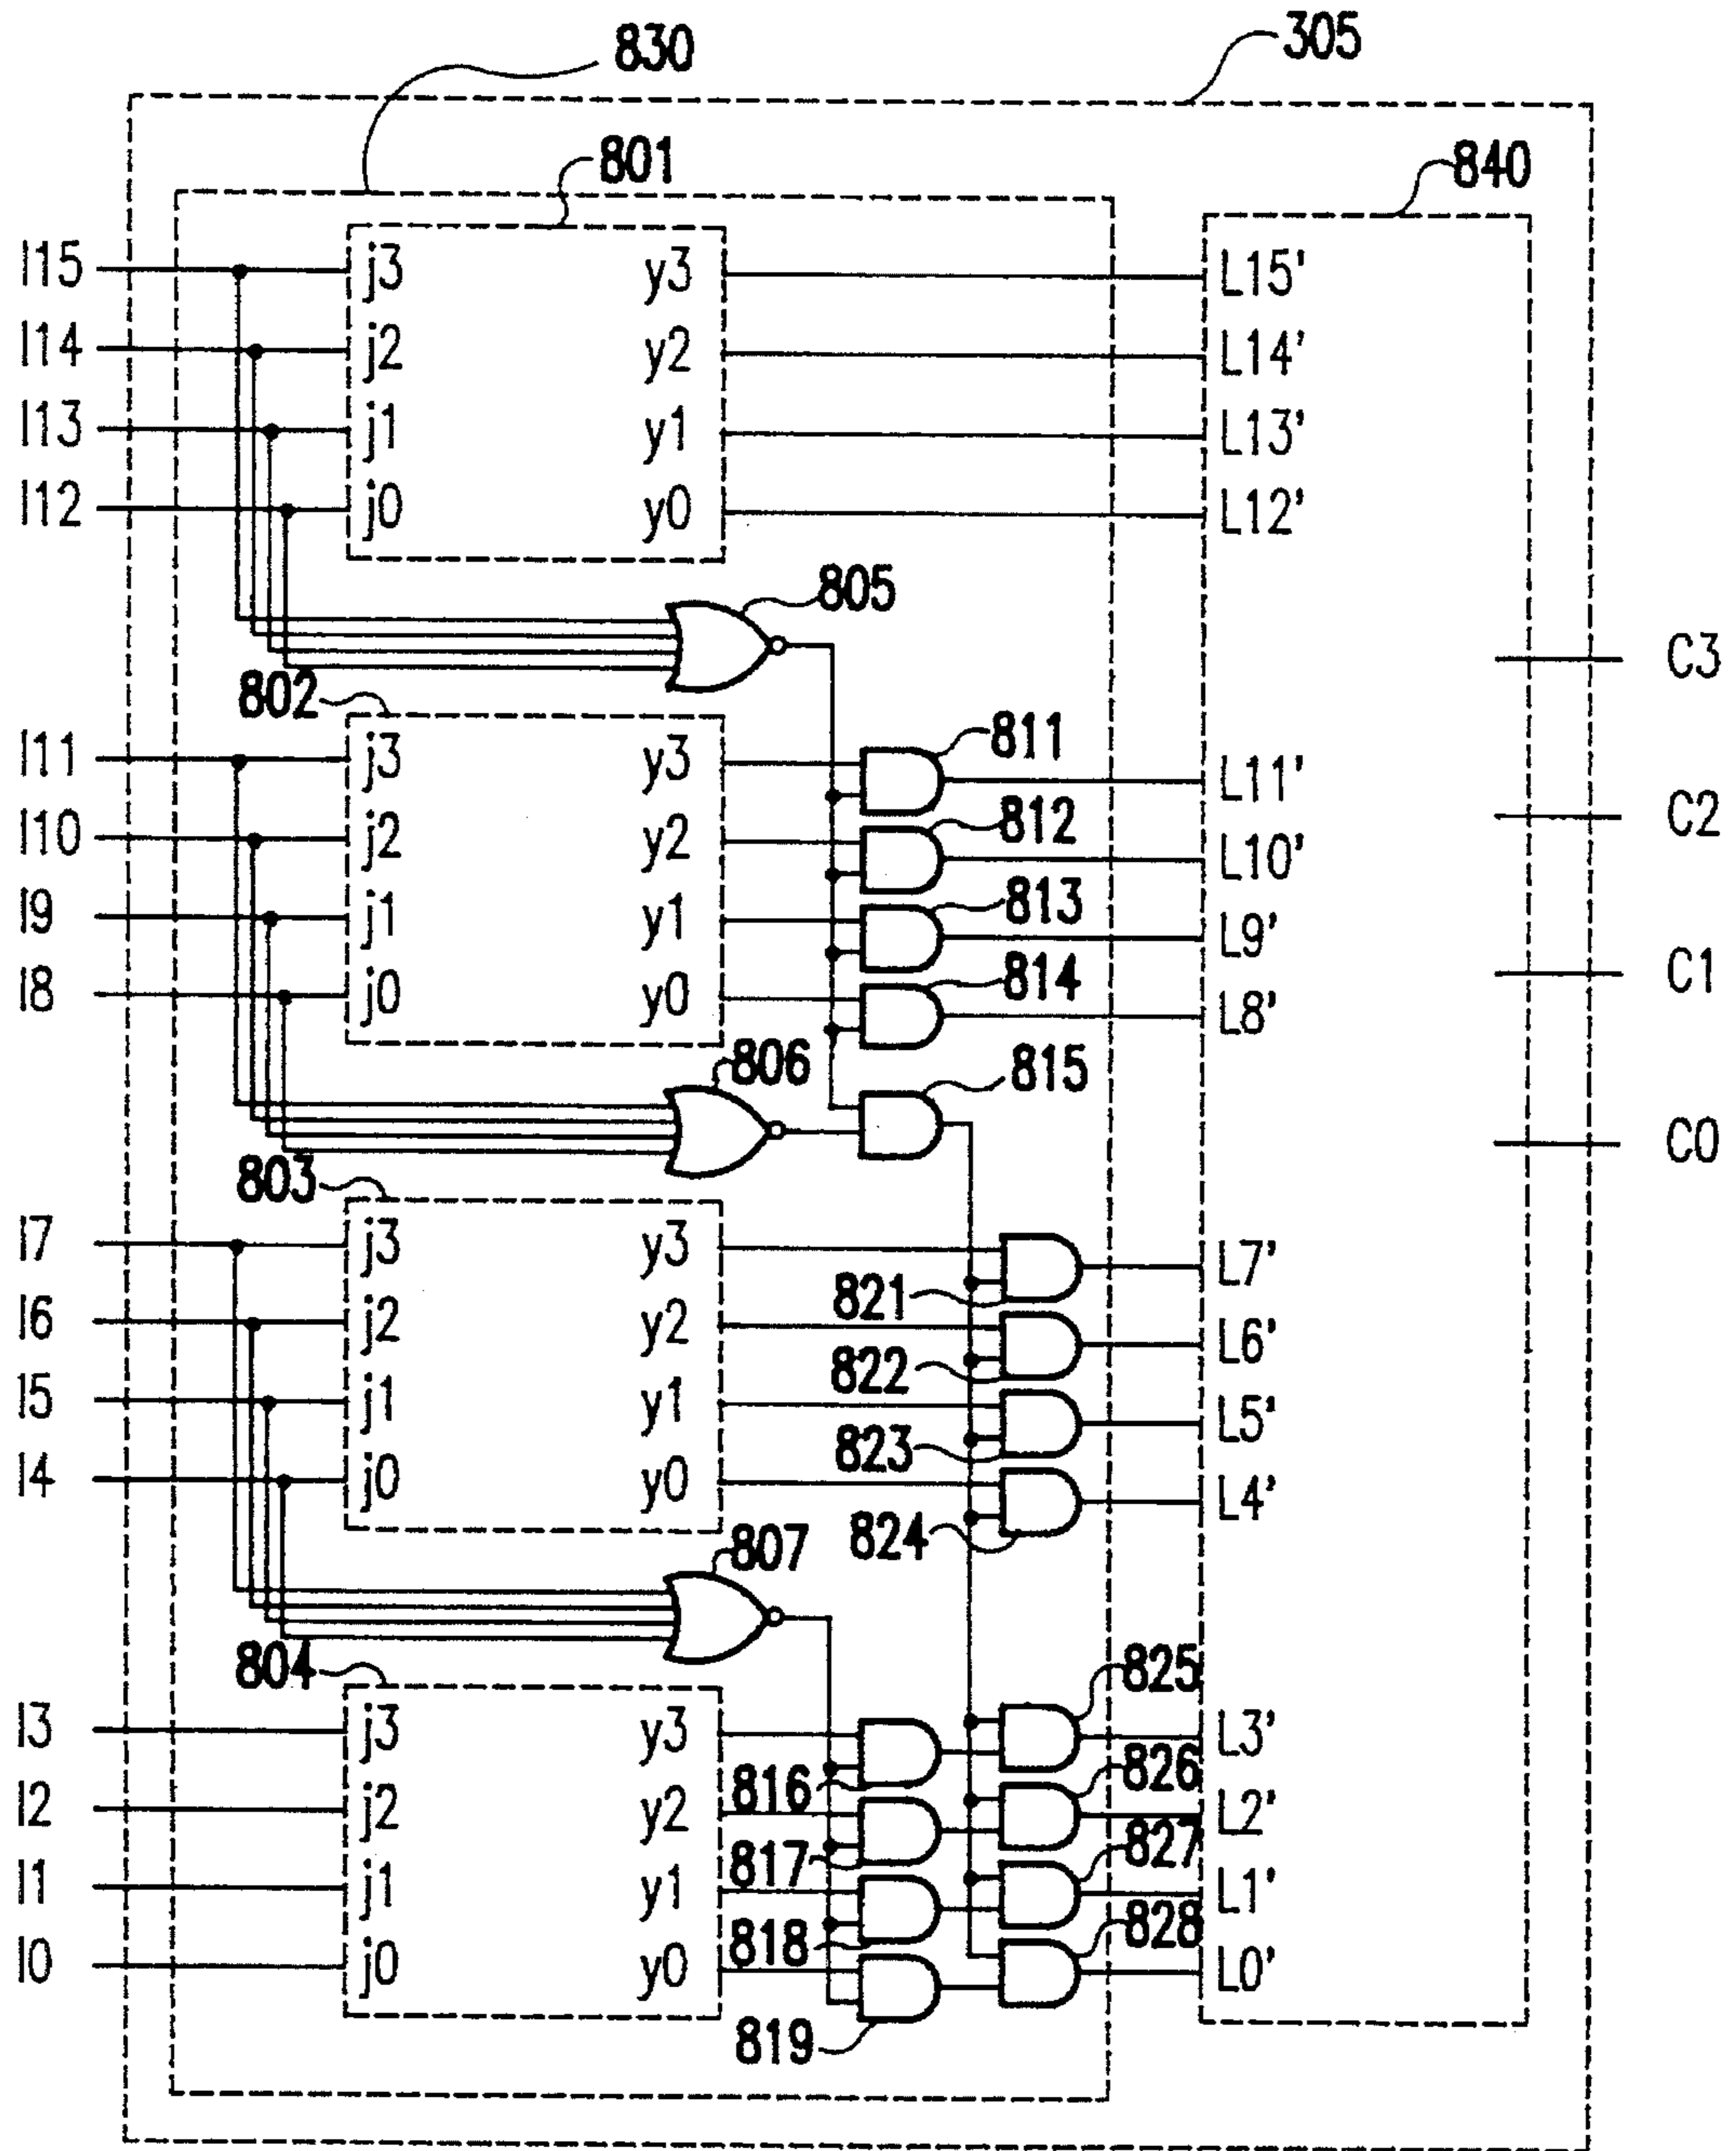 830
305
801
840
I15 j3 y3 L15'
I14 j2 y2 L14'
I13 j1 y1 L13'
I12 j0 y0 L12'
805
C3
802
811
I11 j3 y3 L11'
812
C2
I10 j2 y2 L10'
813
I9 j1 y1 L9'
814
C1
I8 j0 y0 L8'
806
815
C0
803
I7 j3 y3 L7'
821
I6 j2 y2 L6'
822
I5 j1 y1 L5'
823
I4 j0 y0 L4'
824
807
804
825
I3 j3 y3 L3'
816
826
I2 j2 y2 L2'
817
827
I1 j1 y1 L1'
818
828
I0 j0 y0 L0'
819